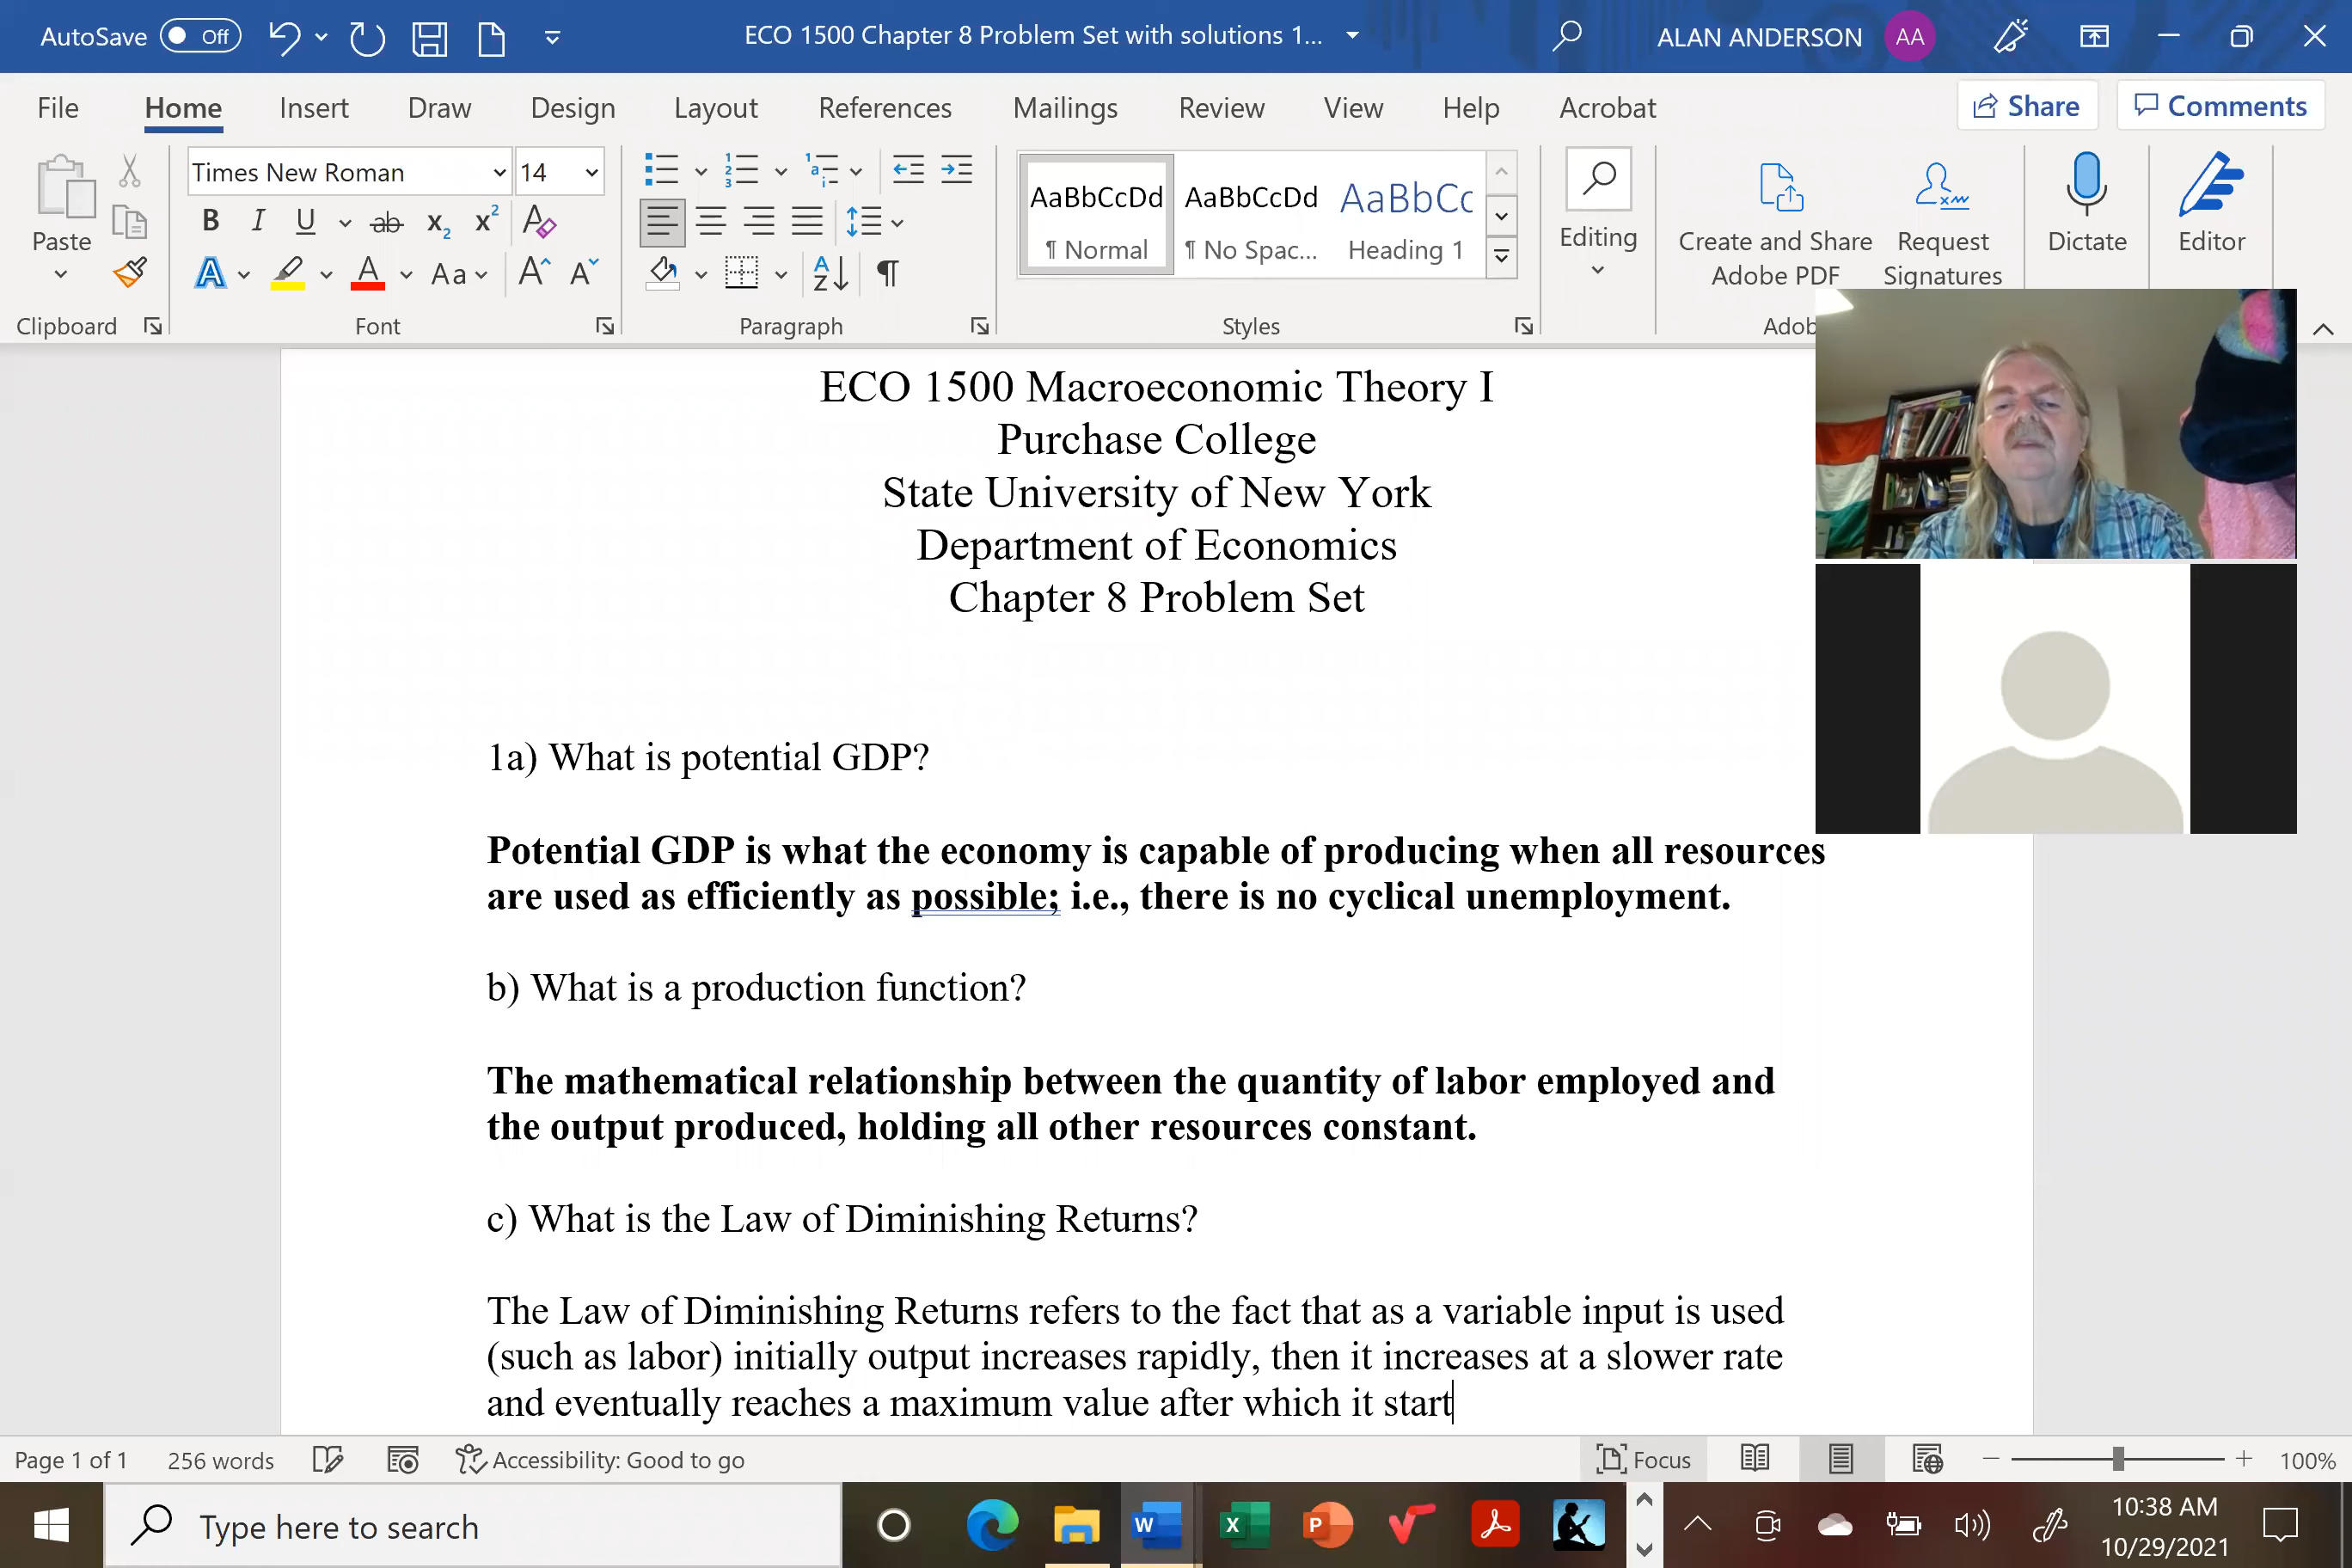 AutoSave Off ECO 1500 Chapter 8 Problem Set with solutions 1... ALAN ANDERSON AA
File Home Insert Draw Design Layout References Mailings Review View Help Acrobat Share Comments
Paste
Clipboard
Times New Roman 14
B I U ab x2 x2 A
A A Aa A A
Font
1 2 3 1 a i
A Z ¶
Paragraph
AaBbCcDd AaBbCcDd AaBbCc
¶ Normal ¶ No Spac... Heading 1
Styles
Editing
Create and Share
Adobe PDF
Request
Signatures
Adob
Dictate
Editor
ECO 1500 Macroeconomic Theory I
Purchase College
State University of New York
Department of Economics
Chapter 8 Problem Set
1a) What is potential GDP?
Potential GDP is what the economy is capable of producing when all resources
are used as efficiently as possible; i.e., there is no cyclical unemployment.
b) What is a production function?
The mathematical relationship between the quantity of labor employed and
the output produced, holding all other resources constant.
c) What is the Law of Diminishing Returns?
The Law of Diminishing Returns refers to the fact that as a variable input is used
(such as labor) initially output increases rapidly, then it increases at a slower rate
and eventually reaches a maximum value after which it start
Page 1 of 1 256 words Accessibility: Good to go Focus 100%
Type here to search W X P 10:38 AM
10/29/2021